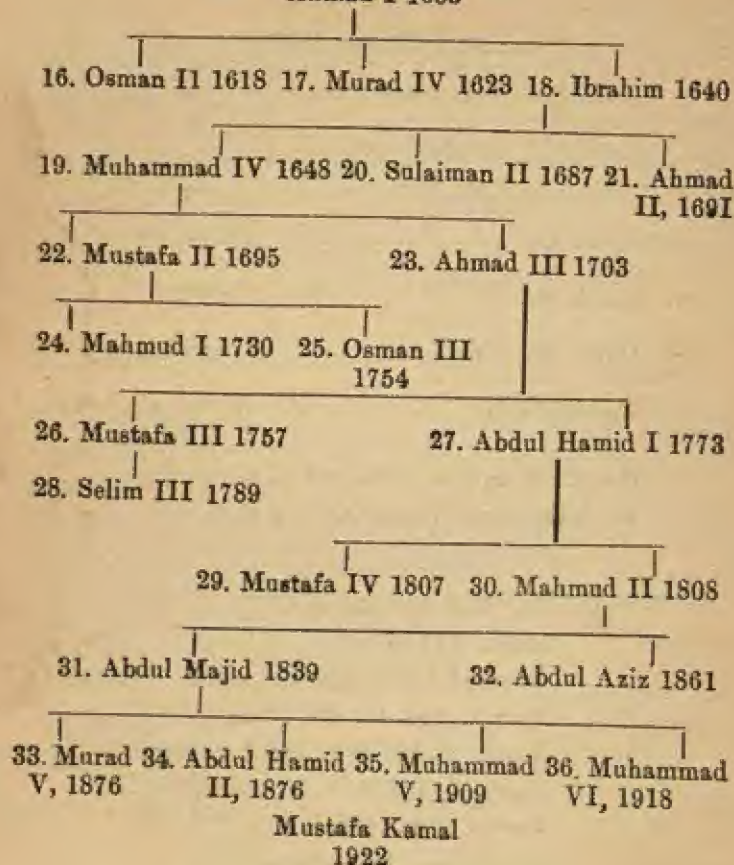 16. Osman II 1618 17. Murad IV 1623 18. Ibrahim 1640
19. Muhammad IV 1648 20. Sulaiman II 1687 21. Ahmad
II, 1691
22. Mustafa II 1695 23. Ahmad III 1703
24. Mahmud I 1730 25. Osman III
1754
26. Mustafa III 1757 27. Abdul Hamid I 1773
28. Selim III 1789
29. Mustafa IV 1807 30. Mahmud II 1808
31. Abdul Majid 1839 32. Abdul Aziz 1861
33. Murad 34. Abdul Hamid 35. Muhammad 36. Muhammad
V, 1876 II, 1876 V, 1909 VI, 1918
Mustafa Kamal
1922